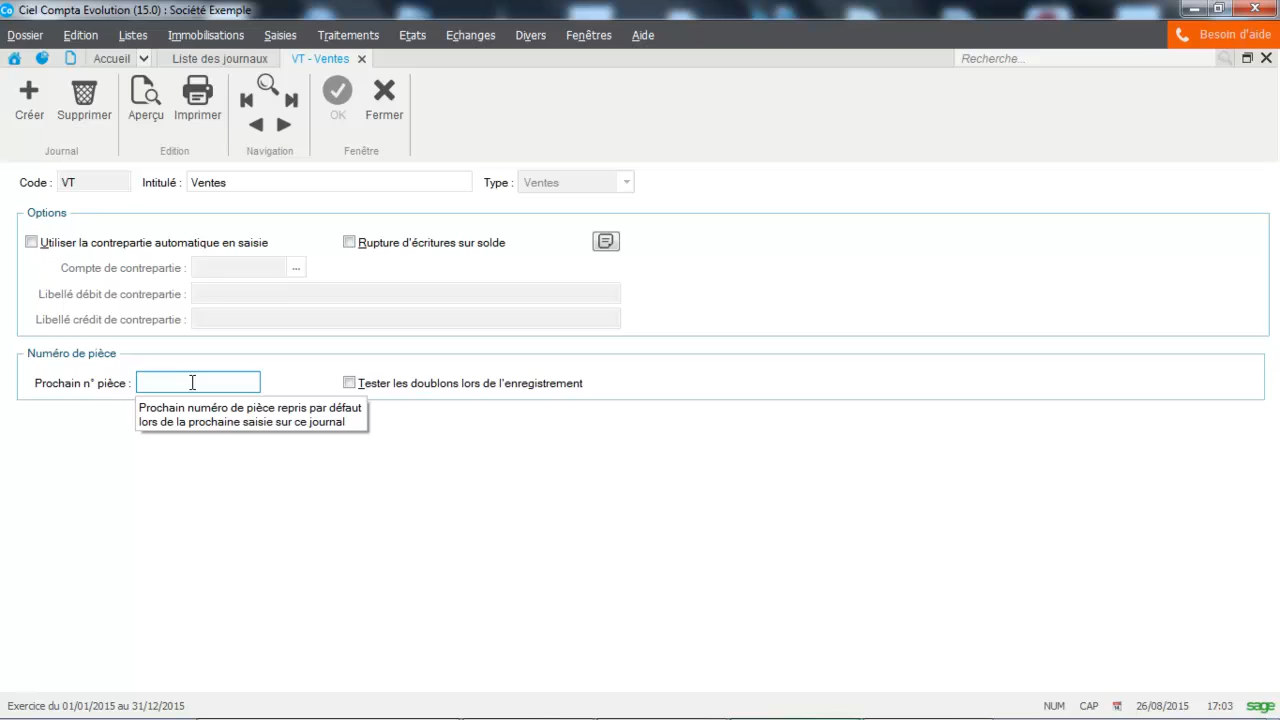 Ciel Compta Evolution (15.0) : Société Exemple
Dossier Edition Listes Immobilisations Saisies Traitements Etats Echanges Divers Fenêtres Aide Besoin d'aide
Accueil Liste des journaux VT - Ventes Recherche...
Créer Supprimer Aperçu Imprimer OK Fermer
Journal Edition Navigation Fenêtre
Code : VT Intitulé : Ventes Type : Ventes
Options
Utiliser la contrepartie automatique en saisie Rupture d'écritures sur solde
Compte de contrepartie : ...
Libellé débit de contrepartie :
Libellé crédit de contrepartie :
Numéro de pièce
Prochain n° pièce : Tester les doublons lors de l'enregistrement
Prochain numéro de pièce repris par défaut
lors de la prochaine saisie sur ce journal
Exercice du 01/01/2015 au 31/12/2015 NUM CAP 26/08/2015 17:03 sage